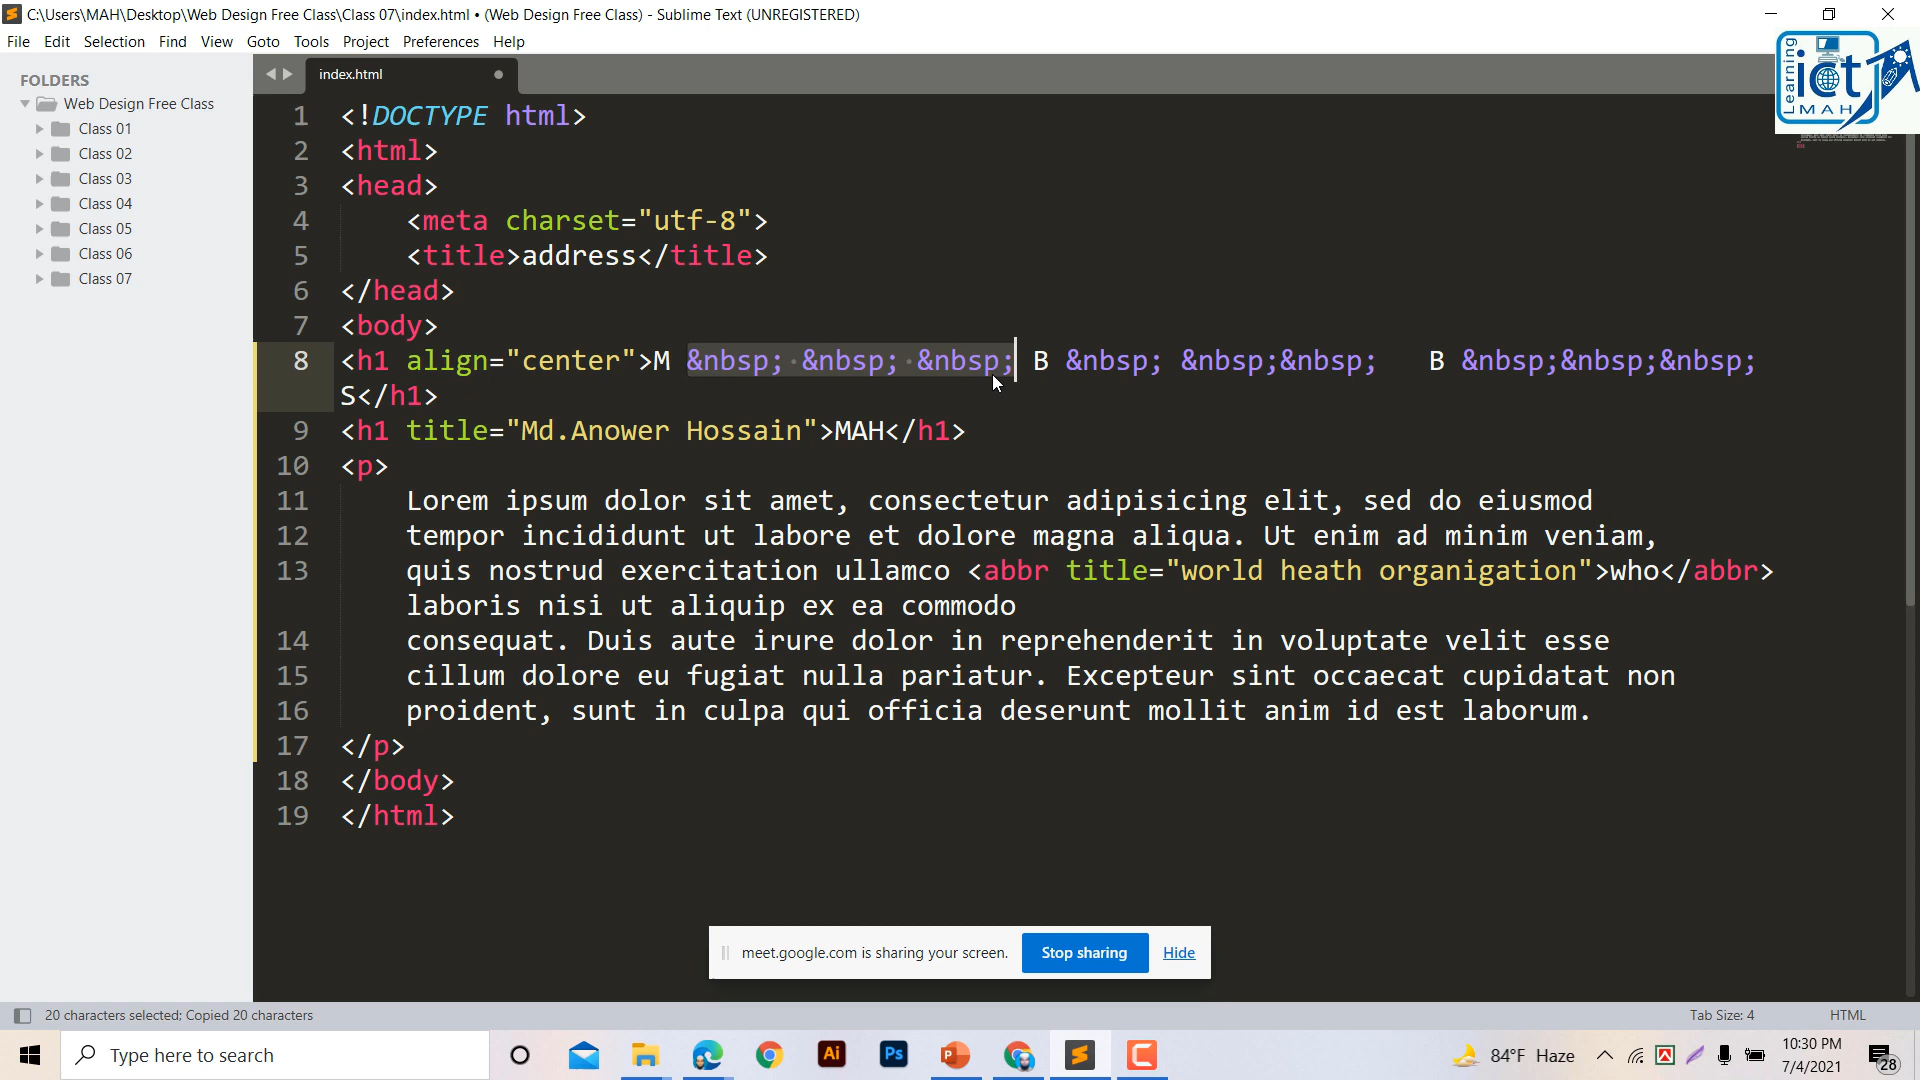 C:\Users\MAH\Desktop\Web Design Free Class\Class 07\index.html • (Web Design Free Class) - Sublime Text (UNREGISTERED)
File Edit Selection Find View Goto Tools Project Preferences Help
Learning ict MAH
FOLDERS
Web Design Free Class
Class 01
Class 02
Class 03
Class 04
Class 05
Class 06
Class 07
index.html
1 <!DOCTYPE html>
2 <html>
3 <head>
4 <meta charset="utf-8">
5 <title>address</title>
6 </head>
7 <body>
8 <h1 align="center">M &nbsp; &nbsp; &nbsp; B &nbsp; &nbsp;&nbsp; B &nbsp;&nbsp;&nbsp;
S</h1>
9 <h1 title="Md.Anower Hossain">MAH</h1>
10 <p>
11 Lorem ipsum dolor sit amet, consectetur adipisicing elit, sed do eiusmod
12 tempor incididunt ut labore et dolore magna aliqua. Ut enim ad minim veniam,
13 quis nostrud exercitation ullamco <abbr title="world heath organigation">who</abbr>
laboris nisi ut aliquip ex ea commodo
14 consequat. Duis aute irure dolor in reprehenderit in voluptate velit esse
15 cillum dolore eu fugiat nulla pariatur. Excepteur sint occaecat cupidatat non
16 proident, sunt in culpa qui officia deserunt mollit anim id est laborum.
17 </p>
18 </body>
19 </html>
meet.google.com is sharing your screen. Stop sharing Hide
20 characters selected; Copied 20 characters Tab Size: 4 HTML
Type here to search
Ai Ps
84°F Haze
10:30 PM
7/4/2021
28